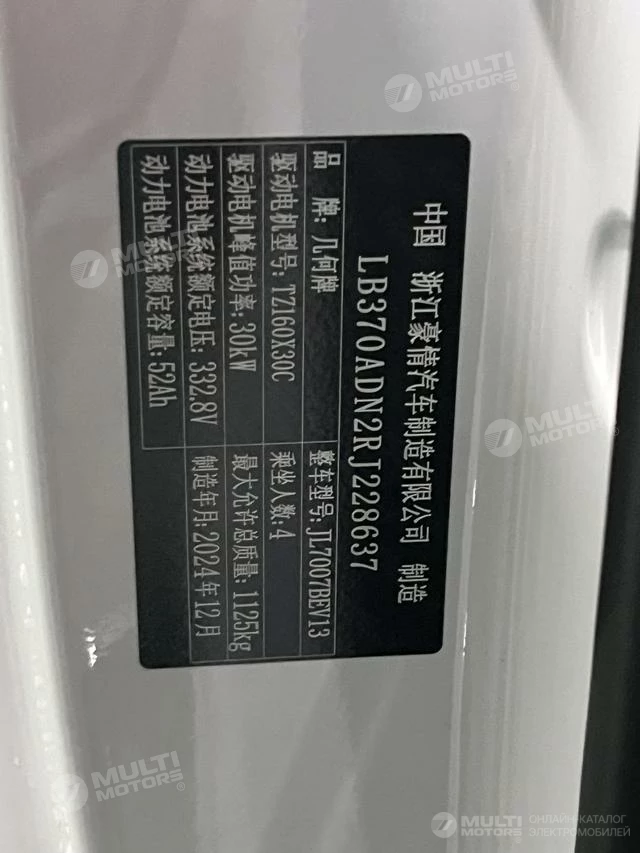 中国 浙江豪情汽车制造有限公司 制造
LB370ADN2RJ228637
品 牌: 几何牌 整车型号: JL7007BEV13
驱动电机型号: TZ160X30C 乘坐人数: 4
驱动电机峰值功率: 30kW 最大允许总质量: 1125kg
动力电池系统额定电压: 332.8V 制造年月: 2024年12月
动力电池系统额定容量: 52Ah
MULTI MOTORS
MULTI MOTORS
MULTI MOTORS
MULTI MOTORS
MULTI MOTORS ОНЛАЙН-КАТАЛОГ ЭЛЕКТРОМОБИЛЕЙ